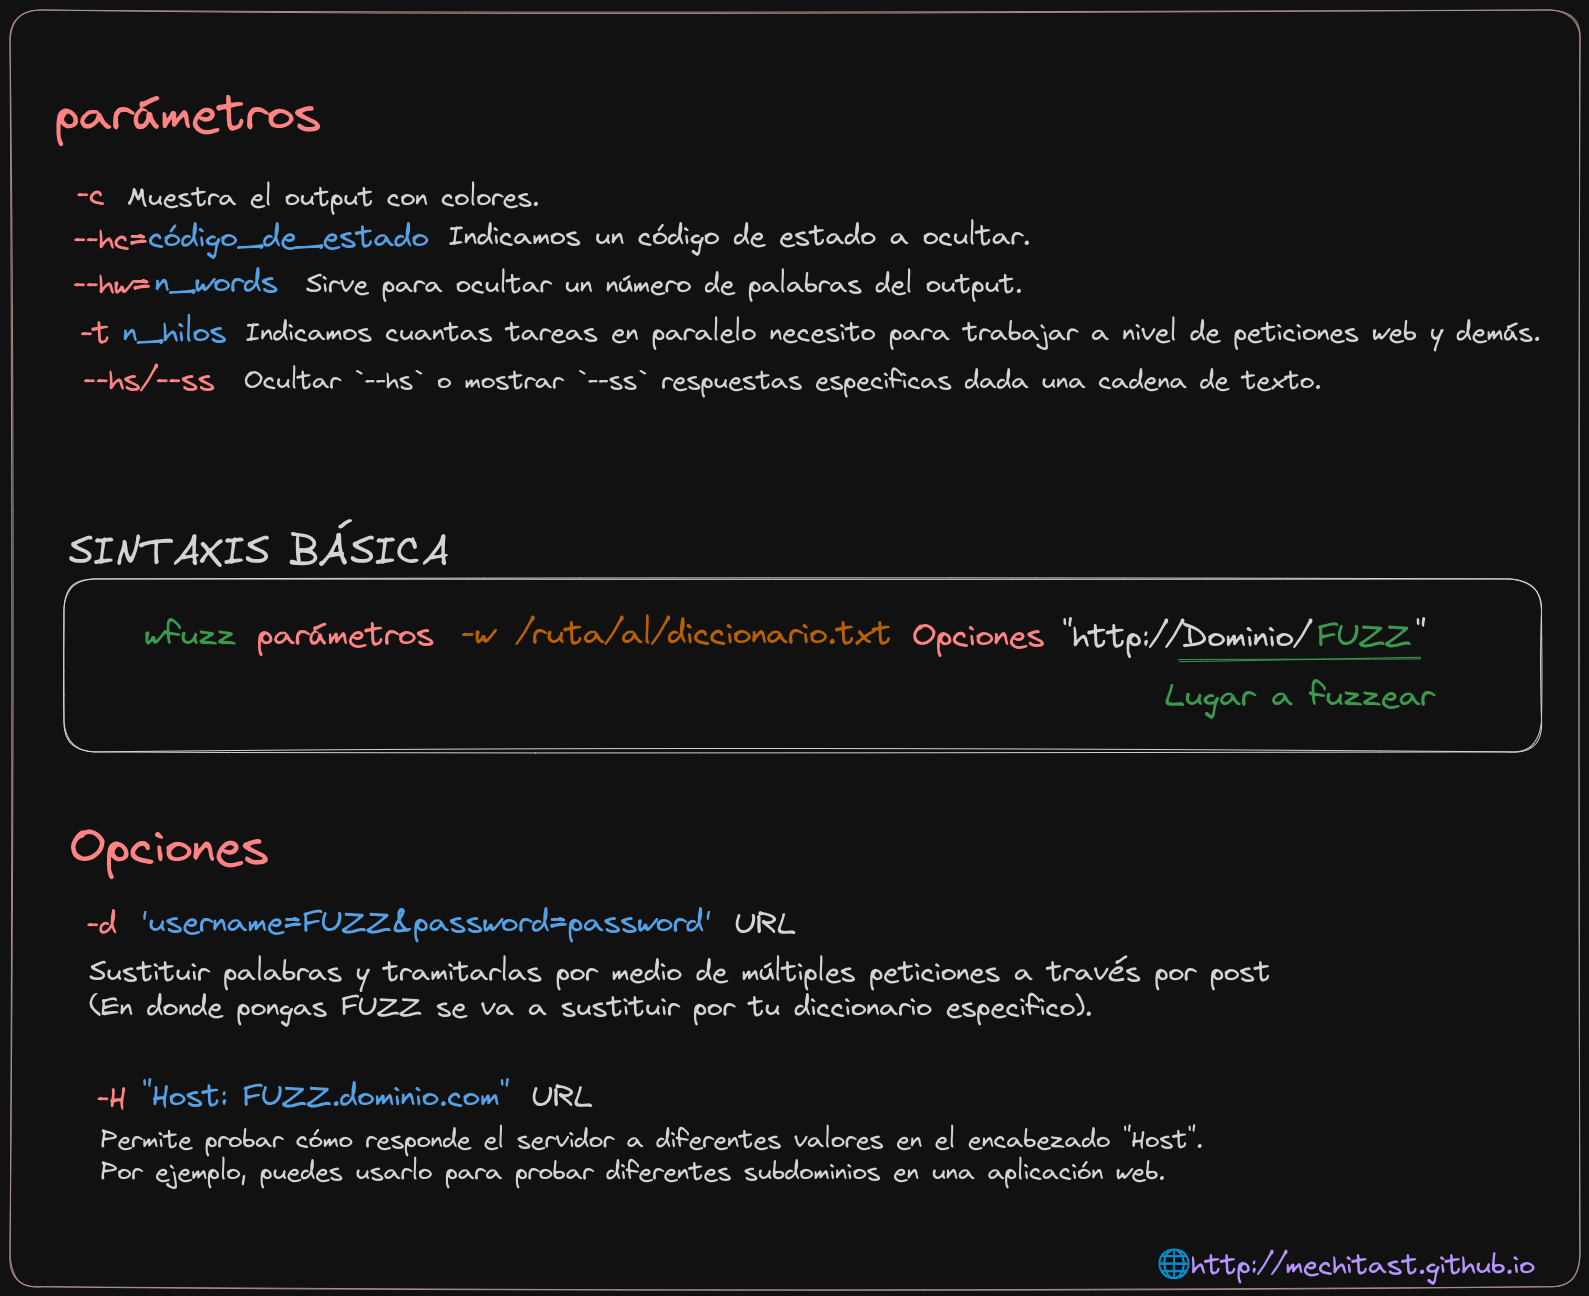 parámetros
-c Muestra el output con colores.
--hc=código_de_estado Indicamos un código de estado a ocultar.
--hw=n_words Sirve para ocultar un número de palabras del output.
-t n_hilos Indicamos cuantas tareas en paralelo necesito para trabajar a nivel de peticiones web y demás.
--hs/--ss Ocultar `--hs` o mostrar `--ss` respuestas especificas dada una cadena de texto.
SINTAXIS BÁSICA
wfuzz parámetros -w /ruta/al/diccionario.txt Opciones "http://Dominio/FUZZ"
Lugar a fuzzear
Opciones
-d 'username=FUZZ&password=password' URL
Sustituir palabras y tramitarlas por medio de múltiples peticiones a través por post
(En donde pongas FUZZ se va a sustituir por tu diccionario especifico).
-H "Host: FUZZ.dominio.com" URL
Permite probar cómo responde el servidor a diferentes valores en el encabezado "Host".
Por ejemplo, puedes usarlo para probar diferentes subdominios en una aplicación web.
http://mechitast.github.io